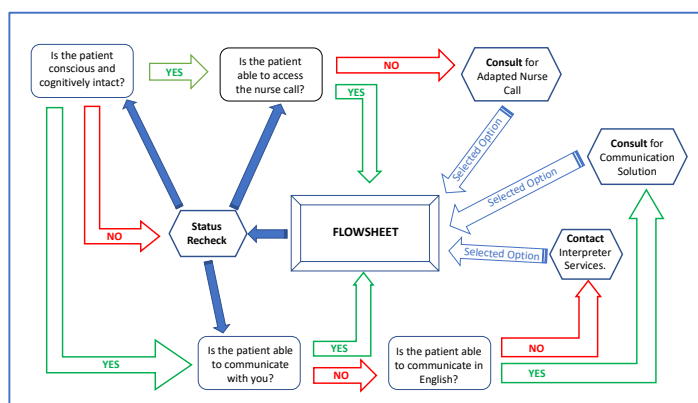 Is the patient
conscious and
cognitively intact?
YES
Is the patient
able to access
the nurse call?
NO
YES
Consult for
Adapted Nurse
Call
Selected Option
Consult for
Communication
Solution
Selected Option
NO
Status
Recheck
FLOWSHEET
Selected Option
Contact
Interpreter
Services.
YES
Is the patient able
to communicate
with you?
YES
NO
Is the patient able
to communicate in
English?
NO
YES